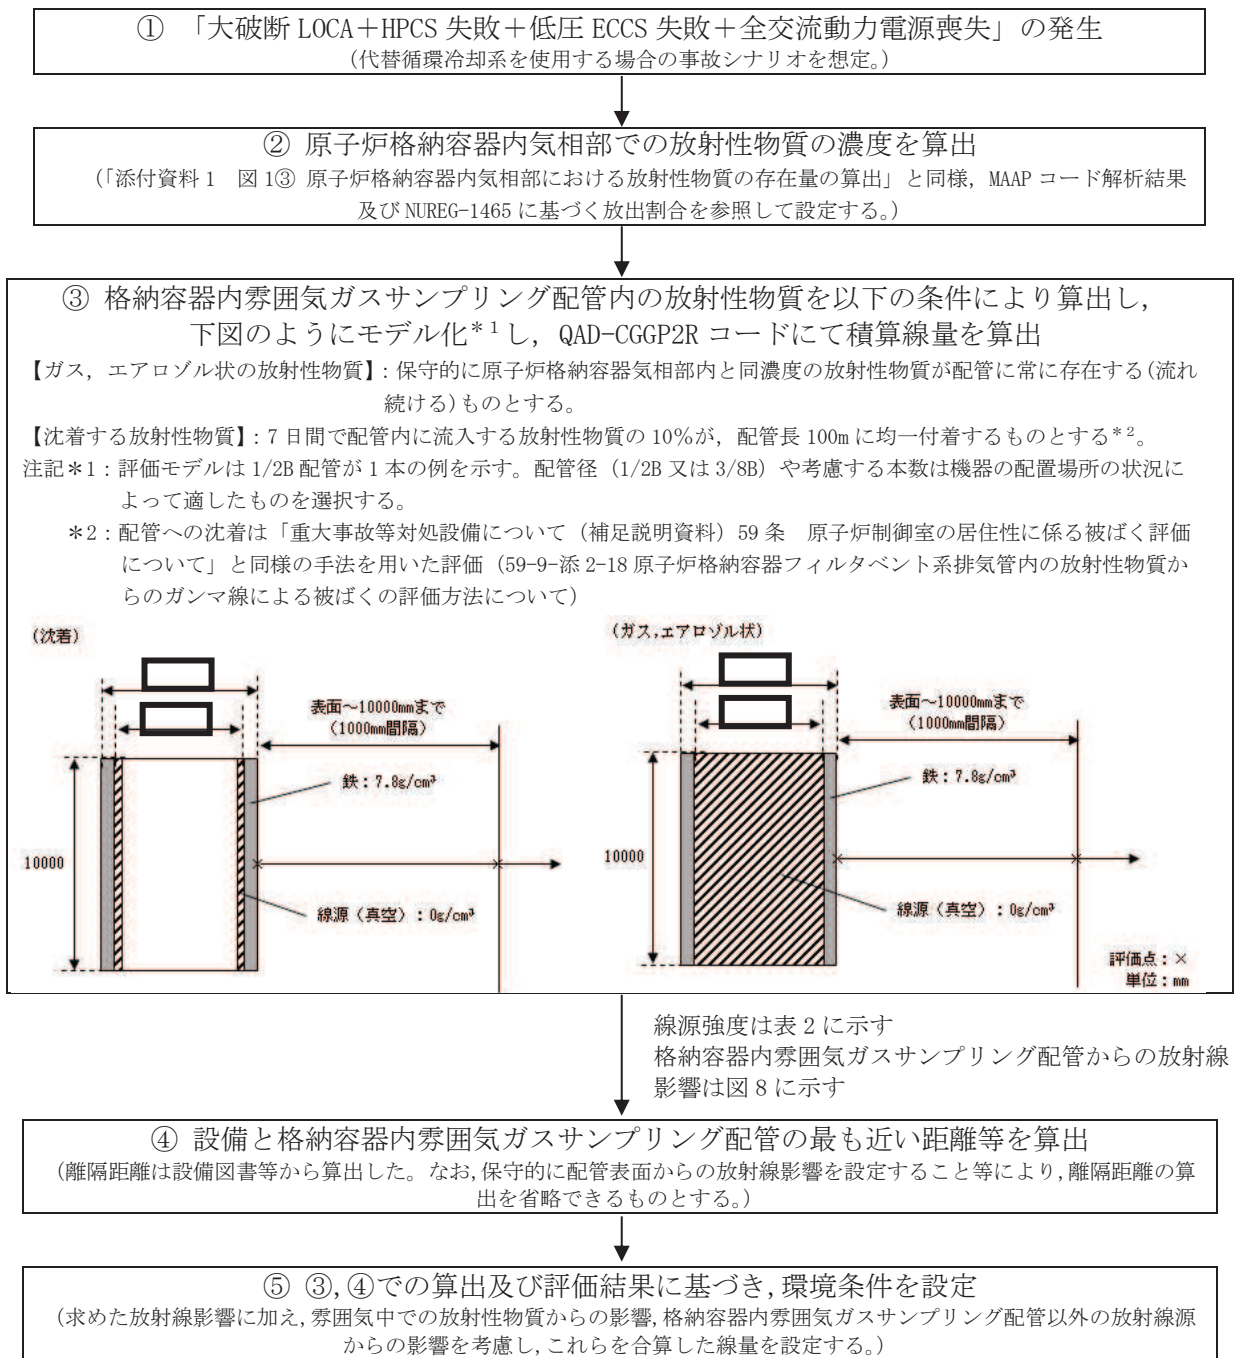 ① 「大破断 LOCA＋HPCS 失敗＋低圧 ECCS 失敗＋全交流動力電源喪失」の発生
(代替循環冷却系を使用する場合の事故シナリオを想定。)
② 原子炉格納容器内気相部での放射性物質の濃度を算出
(「添付資料 1　図 1③ 原子炉格納容器内気相部における放射性物質の存在量の算出」と同様, MAAP コード解析結果
及び NUREG-1465 に基づく放出割合を参照して設定する。)
③ 格納容器内雰囲気ガスサンプリング配管内の放射性物質を以下の条件により算出し,
下図のようにモデル化＊1し, QAD-CGGP2R コードにて積算線量を算出
【ガス, エアロゾル状の放射性物質】：保守的に原子炉格納容器気相部内と同濃度の放射性物質が配管に常に存在する(流れ
続ける)ものとする。
【沈着する放射性物質】：7 日間で配管内に流入する放射性物質の 10％が, 配管長 100m に均一付着するものとする＊2。
注記＊1：評価モデルは 1/2B 配管が 1 本の例を示す。配管径（1/2B 又は 3/8B）や考慮する本数は機器の配置場所の状況に
よって適したものを選択する。
＊2：配管への沈着は「重大事故等対処設備について（補足説明資料）59 条　原子炉制御室の居住性に係る被ばく評価
について」と同様の手法を用いた評価（59-9-添 2-18 原子炉格納容器フィルタベント系排気管内の放射性物質か
らのガンマ線による被ばくの評価方法について）
(沈着)
表面～10000mmまで
(1000mm間隔)
鉄：7.8g/cm³
10000
線源（真空）：0g/cm³
(ガス,エアロゾル状)
表面～10000mmまで
(1000mm間隔)
鉄：7.8g/cm³
10000
線源（真空）：0g/cm³
評価点：×
単位：mm
線源強度は表 2 に示す
格納容器内雰囲気ガスサンプリング配管からの放射線
影響は図 8 に示す
④ 設備と格納容器内雰囲気ガスサンプリング配管の最も近い距離等を算出
(離隔距離は設備図書等から算出した。なお,保守的に配管表面からの放射線影響を設定すること等により,離隔距離の算
出を省略できるものとする。)
⑤ ③,④での算出及び評価結果に基づき,環境条件を設定
(求めた放射線影響に加え,雰囲気中での放射性物質からの影響,格納容器内雰囲気ガスサンプリング配管以外の放射線源
からの影響を考慮し,これらを合算した線量を設定する。)